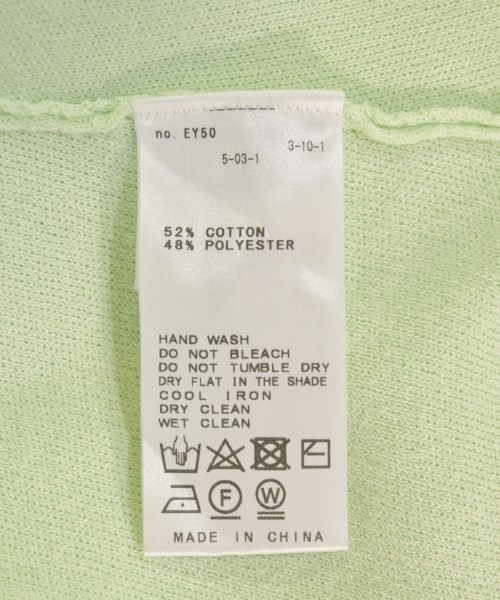 no. EY50
3-10-1
5-03-1
52% COTTON
48% POLYESTER
HAND WASH
DO NOT BLEACH
DO NOT TUMBLE DRY
DRY FLAT IN THE SHADE
COOL IRON
DRY CLEAN
WET CLEAN
F W
MADE IN CHINA